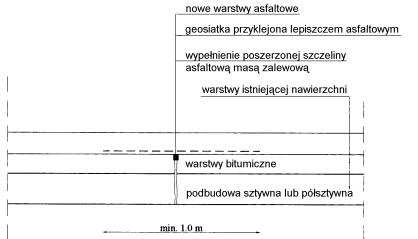 nowe warstwy asfaltowe
geosiatka przyklejona lepiszczem asfaltowym
wypełnienie poszerzonej szczeliny
asfaltową masą zalewową
warstwy istniejącej nawierzchni
warstwy bitumiczne
podbudowa sztywna lub półsztywna
min. 1.0 m